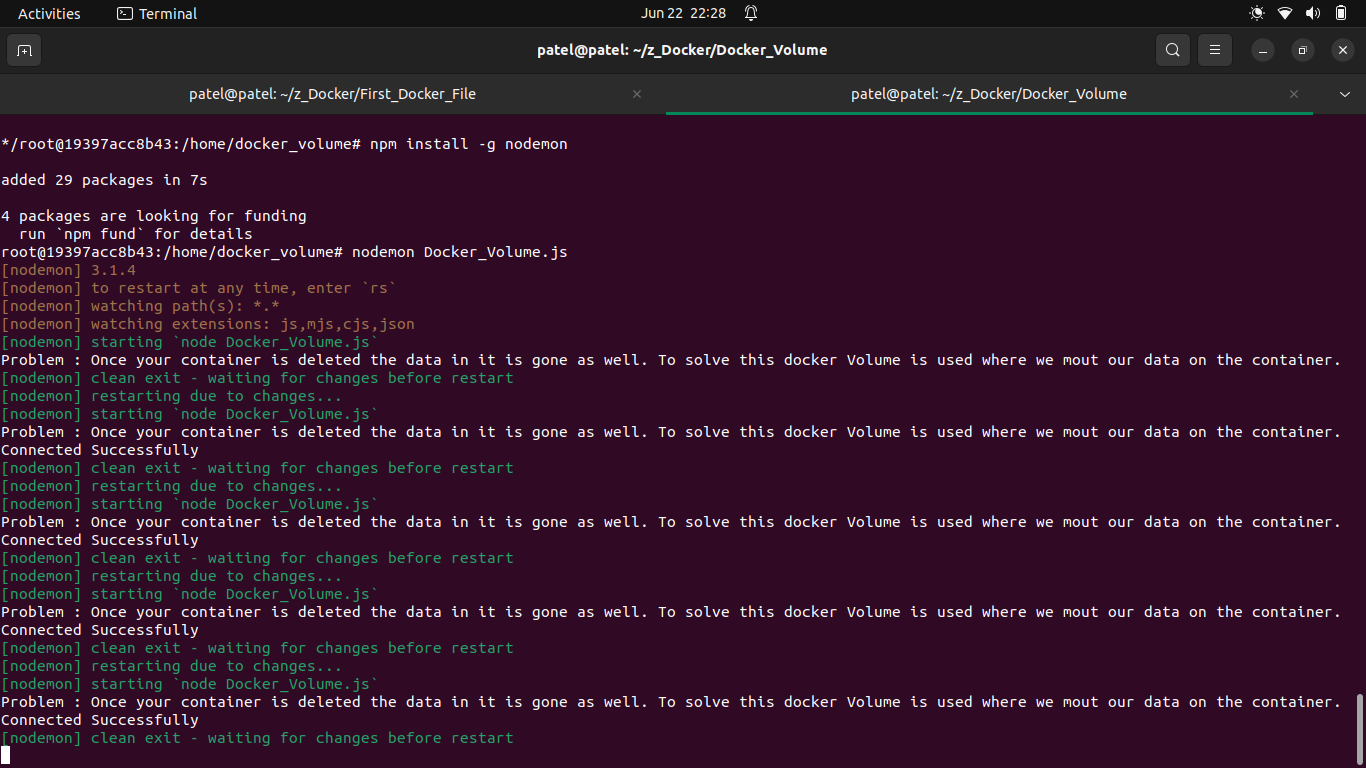 Activities
Terminal
Jun 22 22:28
patel@patel: ~/z_Docker/Docker_Volume
patel@patel: ~/z_Docker/First_Docker_File
patel@patel: ~/z_Docker/Docker_Volume
*/root@19397acc8b43:/home/docker_volume# npm install -g nodemon
added 29 packages in 7s
4 packages are looking for funding
run `npm fund` for details
root@19397acc8b43:/home/docker_volume# nodemon Docker_Volume.js
[nodemon] 3.1.4
[nodemon] to restart at any time, enter `rs`
[nodemon] watching path(s): *.*
[nodemon] watching extensions: js,mjs,cjs,json
[nodemon] starting `node Docker_Volume.js`
Problem : Once your container is deleted the data in it is gone as well. To solve this docker Volume is used where we mout our data on the container.
[nodemon] clean exit - waiting for changes before restart
[nodemon] restarting due to changes...
[nodemon] starting `node Docker_Volume.js`
Problem : Once your container is deleted the data in it is gone as well. To solve this docker Volume is used where we mout our data on the container.
Connected Successfully
[nodemon] clean exit - waiting for changes before restart
[nodemon] restarting due to changes...
[nodemon] starting `node Docker_Volume.js`
Problem : Once your container is deleted the data in it is gone as well. To solve this docker Volume is used where we mout our data on the container.
Connected Successfully
[nodemon] clean exit - waiting for changes before restart
[nodemon] restarting due to changes...
[nodemon] starting `node Docker_Volume.js`
Problem : Once your container is deleted the data in it is gone as well. To solve this docker Volume is used where we mout our data on the container.
Connected Successfully
[nodemon] clean exit - waiting for changes before restart
[nodemon] restarting due to changes...
[nodemon] starting `node Docker_Volume.js`
Problem : Once your container is deleted the data in it is gone as well. To solve this docker Volume is used where we mout our data on the container.
Connected Successfully
[nodemon] clean exit - waiting for changes before restart